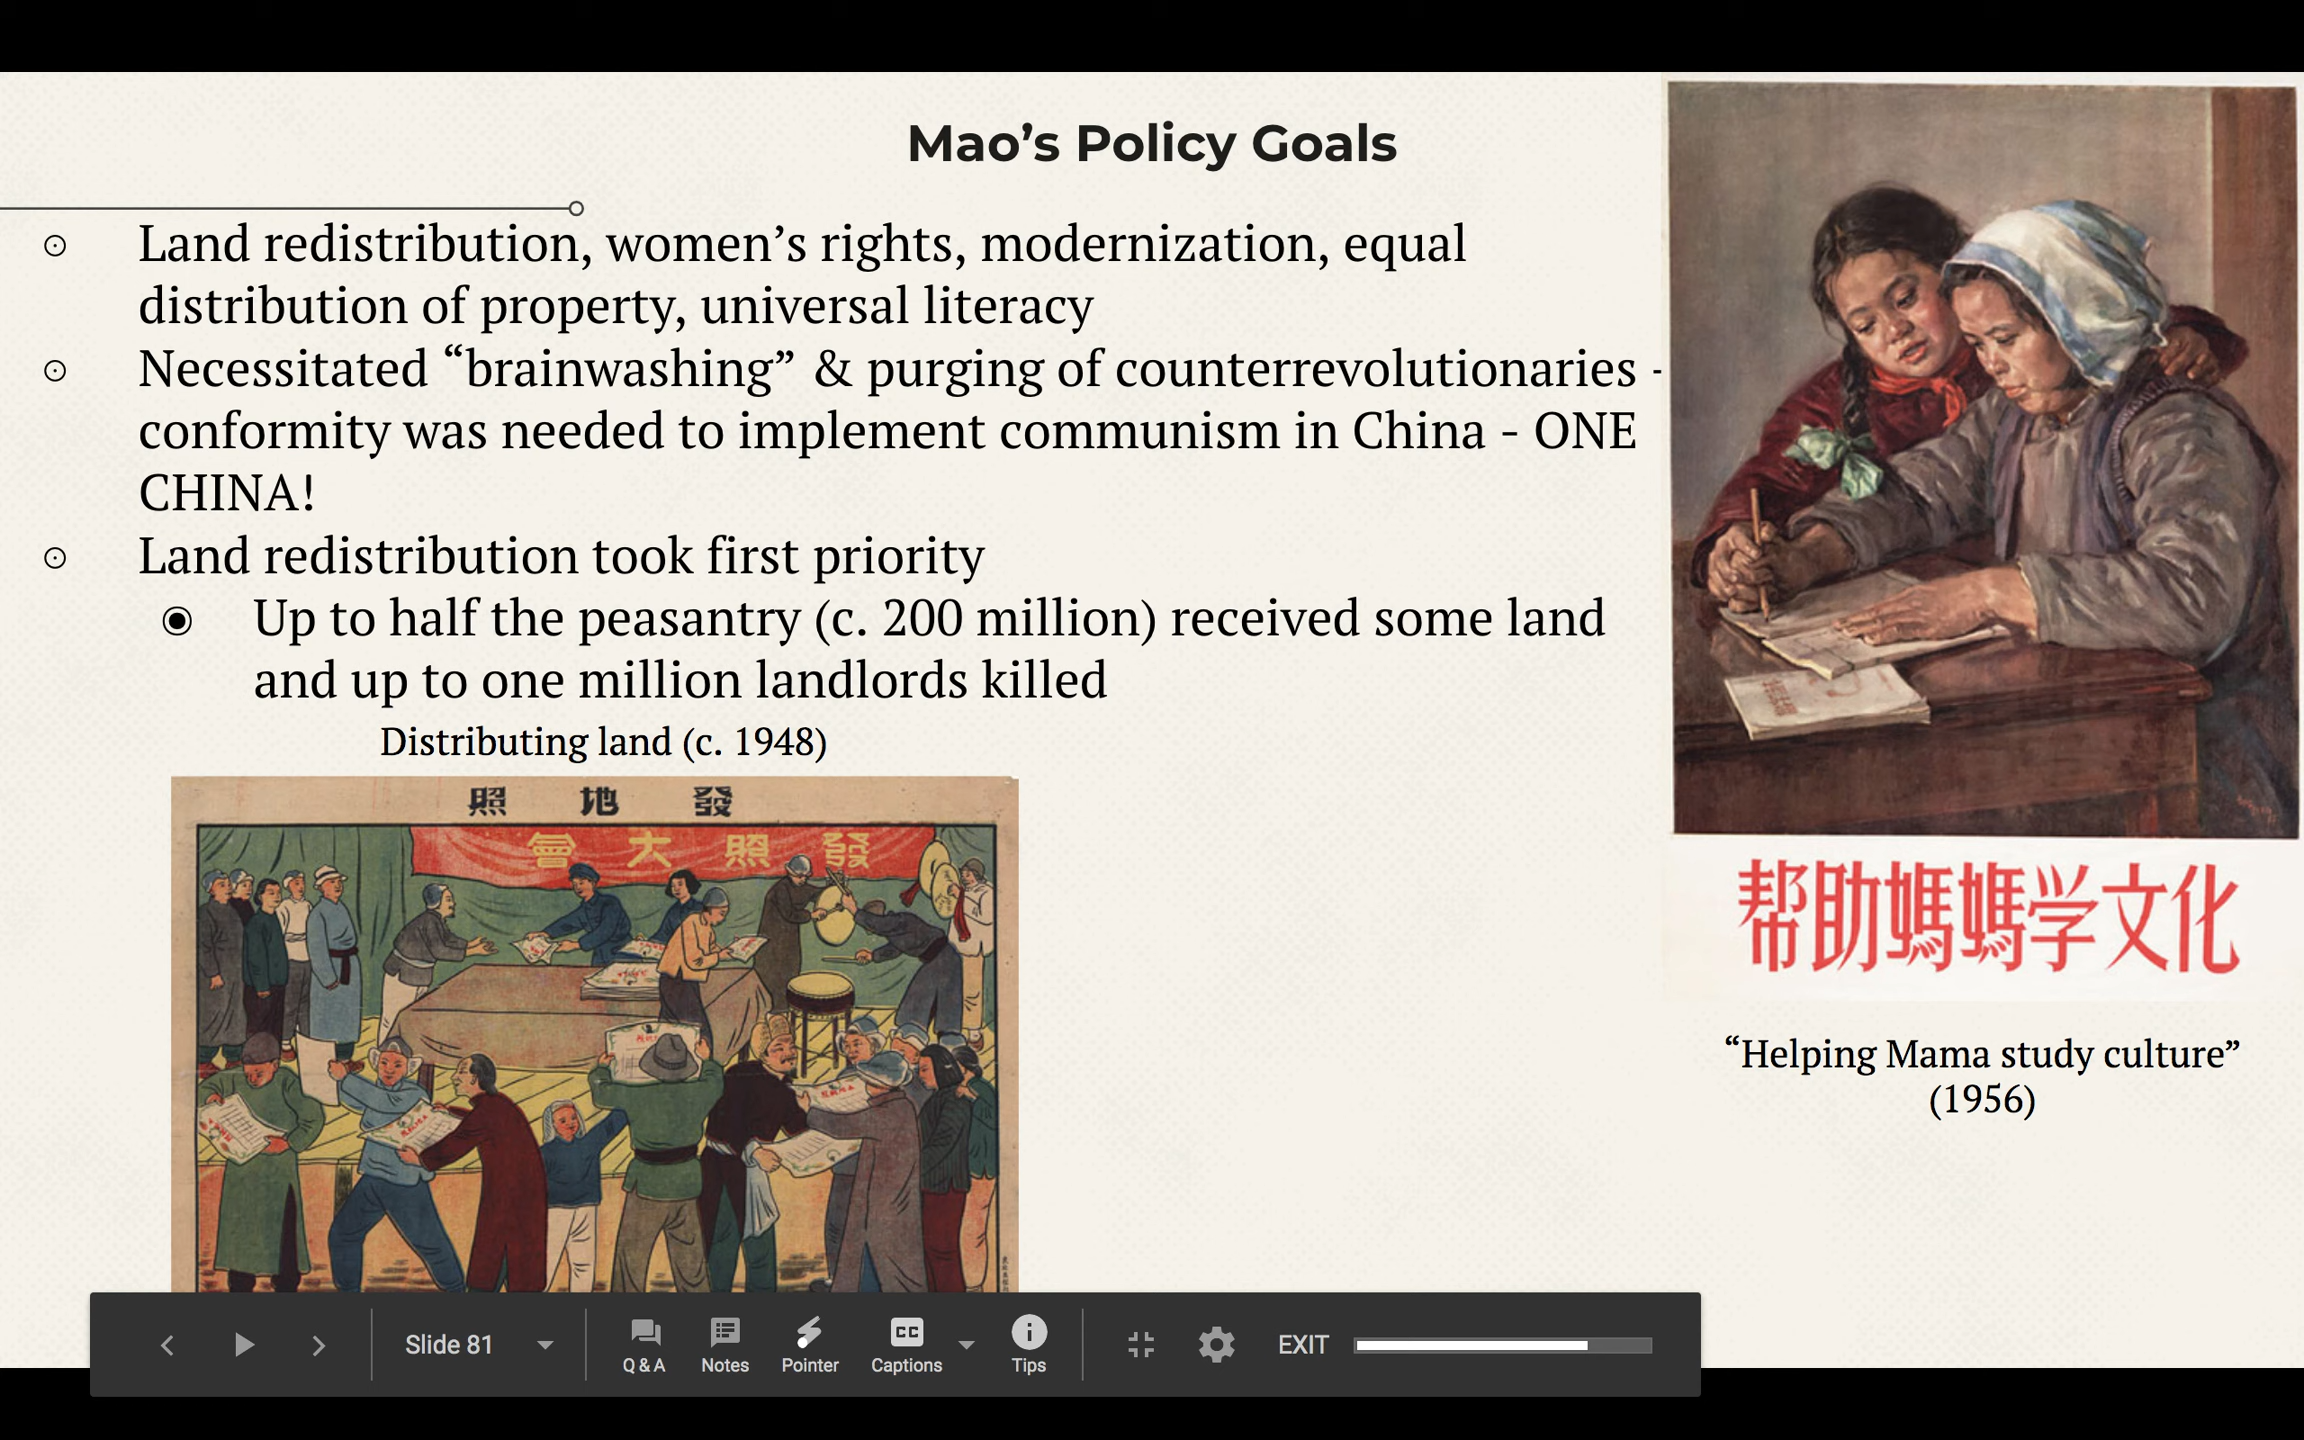 Mao’s Policy Goals
Land redistribution, women’s rights, modernization, equal
distribution of property, universal literacy
Necessitated “brainwashing” & purging of counterrevolutionaries -
conformity was needed to implement communism in China - ONE
CHINA!
Land redistribution took first priority
Up to half the peasantry (c. 200 million) received some land
and up to one million landlords killed
Distributing land (c. 1948)
照 地 發
會 大 照 發
帮助媽媽学文化
“Helping Mama study culture”
(1956)
Slide 81
Q & A
Notes
CC
Pointer
Captions
Tips
EXIT